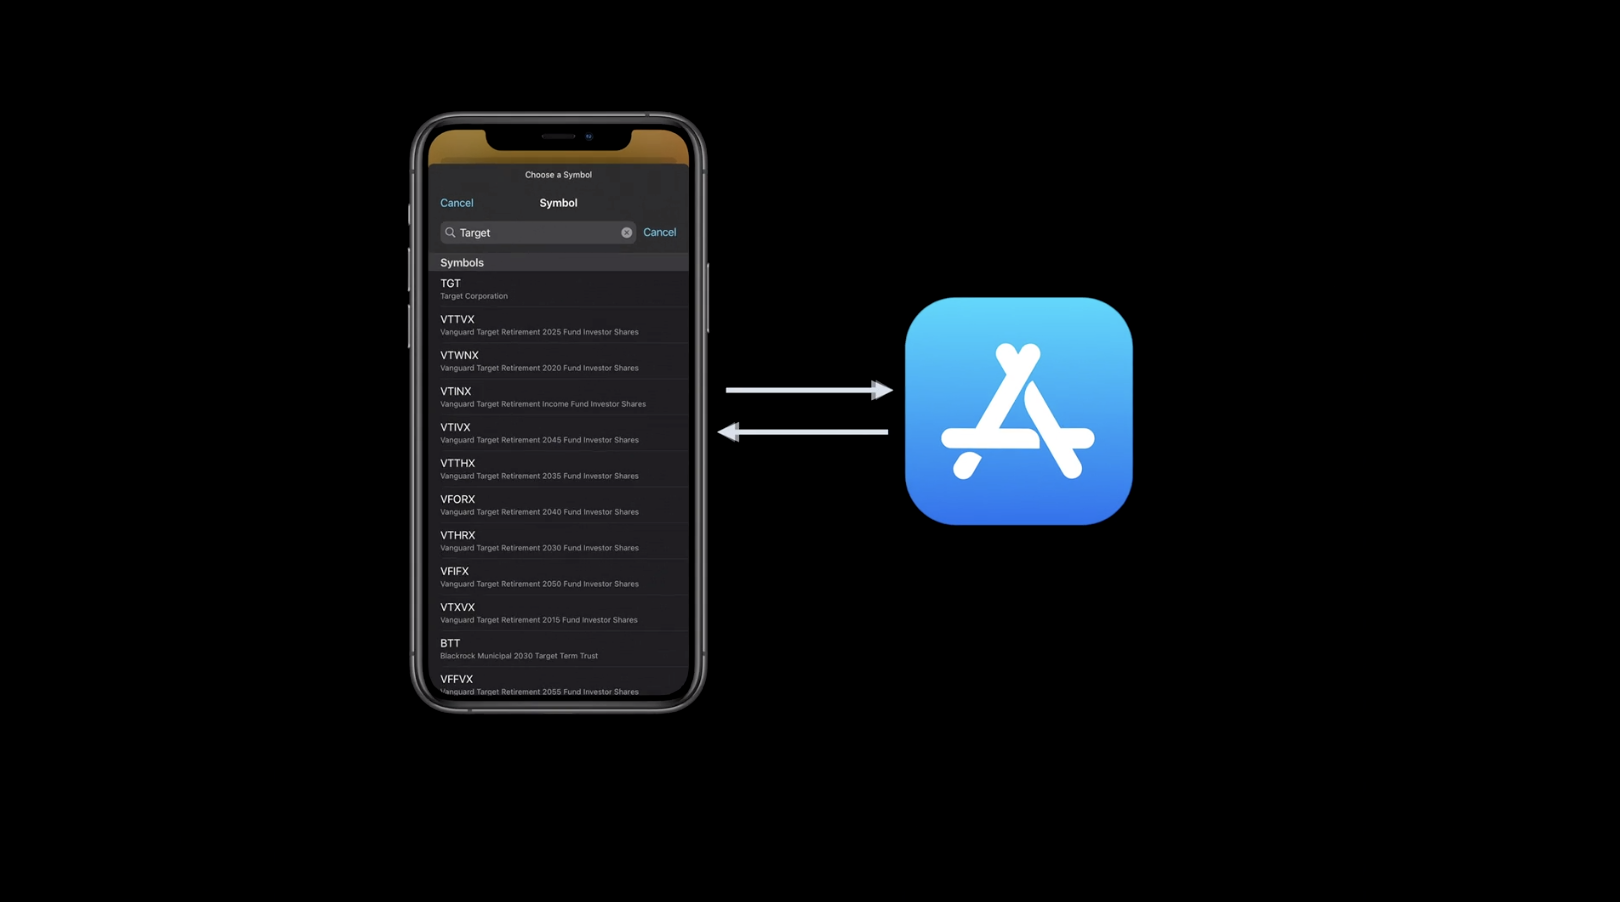 Choose a Symbol
Cancel
Symbol
Target
Cancel
Symbols
TGT
Target Corporation
VTTVX
Vanguard Target Retirement 2025 Fund Investor Shares
VTWNX
Vanguard Target Retirement 2020 Fund Investor Shares
VTINX
Vanguard Target Retirement Income Fund Investor Shares
VTIVX
Vanguard Target Retirement 2045 Fund Investor Shares
VTTHX
Vanguard Target Retirement 2035 Fund Investor Shares
VFORX
Vanguard Target Retirement 2040 Fund Investor Shares
VTHRX
Vanguard Target Retirement 2030 Fund Investor Shares
VFIFX
Vanguard Target Retirement 2050 Fund Investor Shares
VTXVX
Vanguard Target Retirement 2015 Fund Investor Shares
BTT
Blackrock Municipal 2030 Target Term Trust
VFFVX
Vanguard Target Retirement 2055 Fund Investor Shares